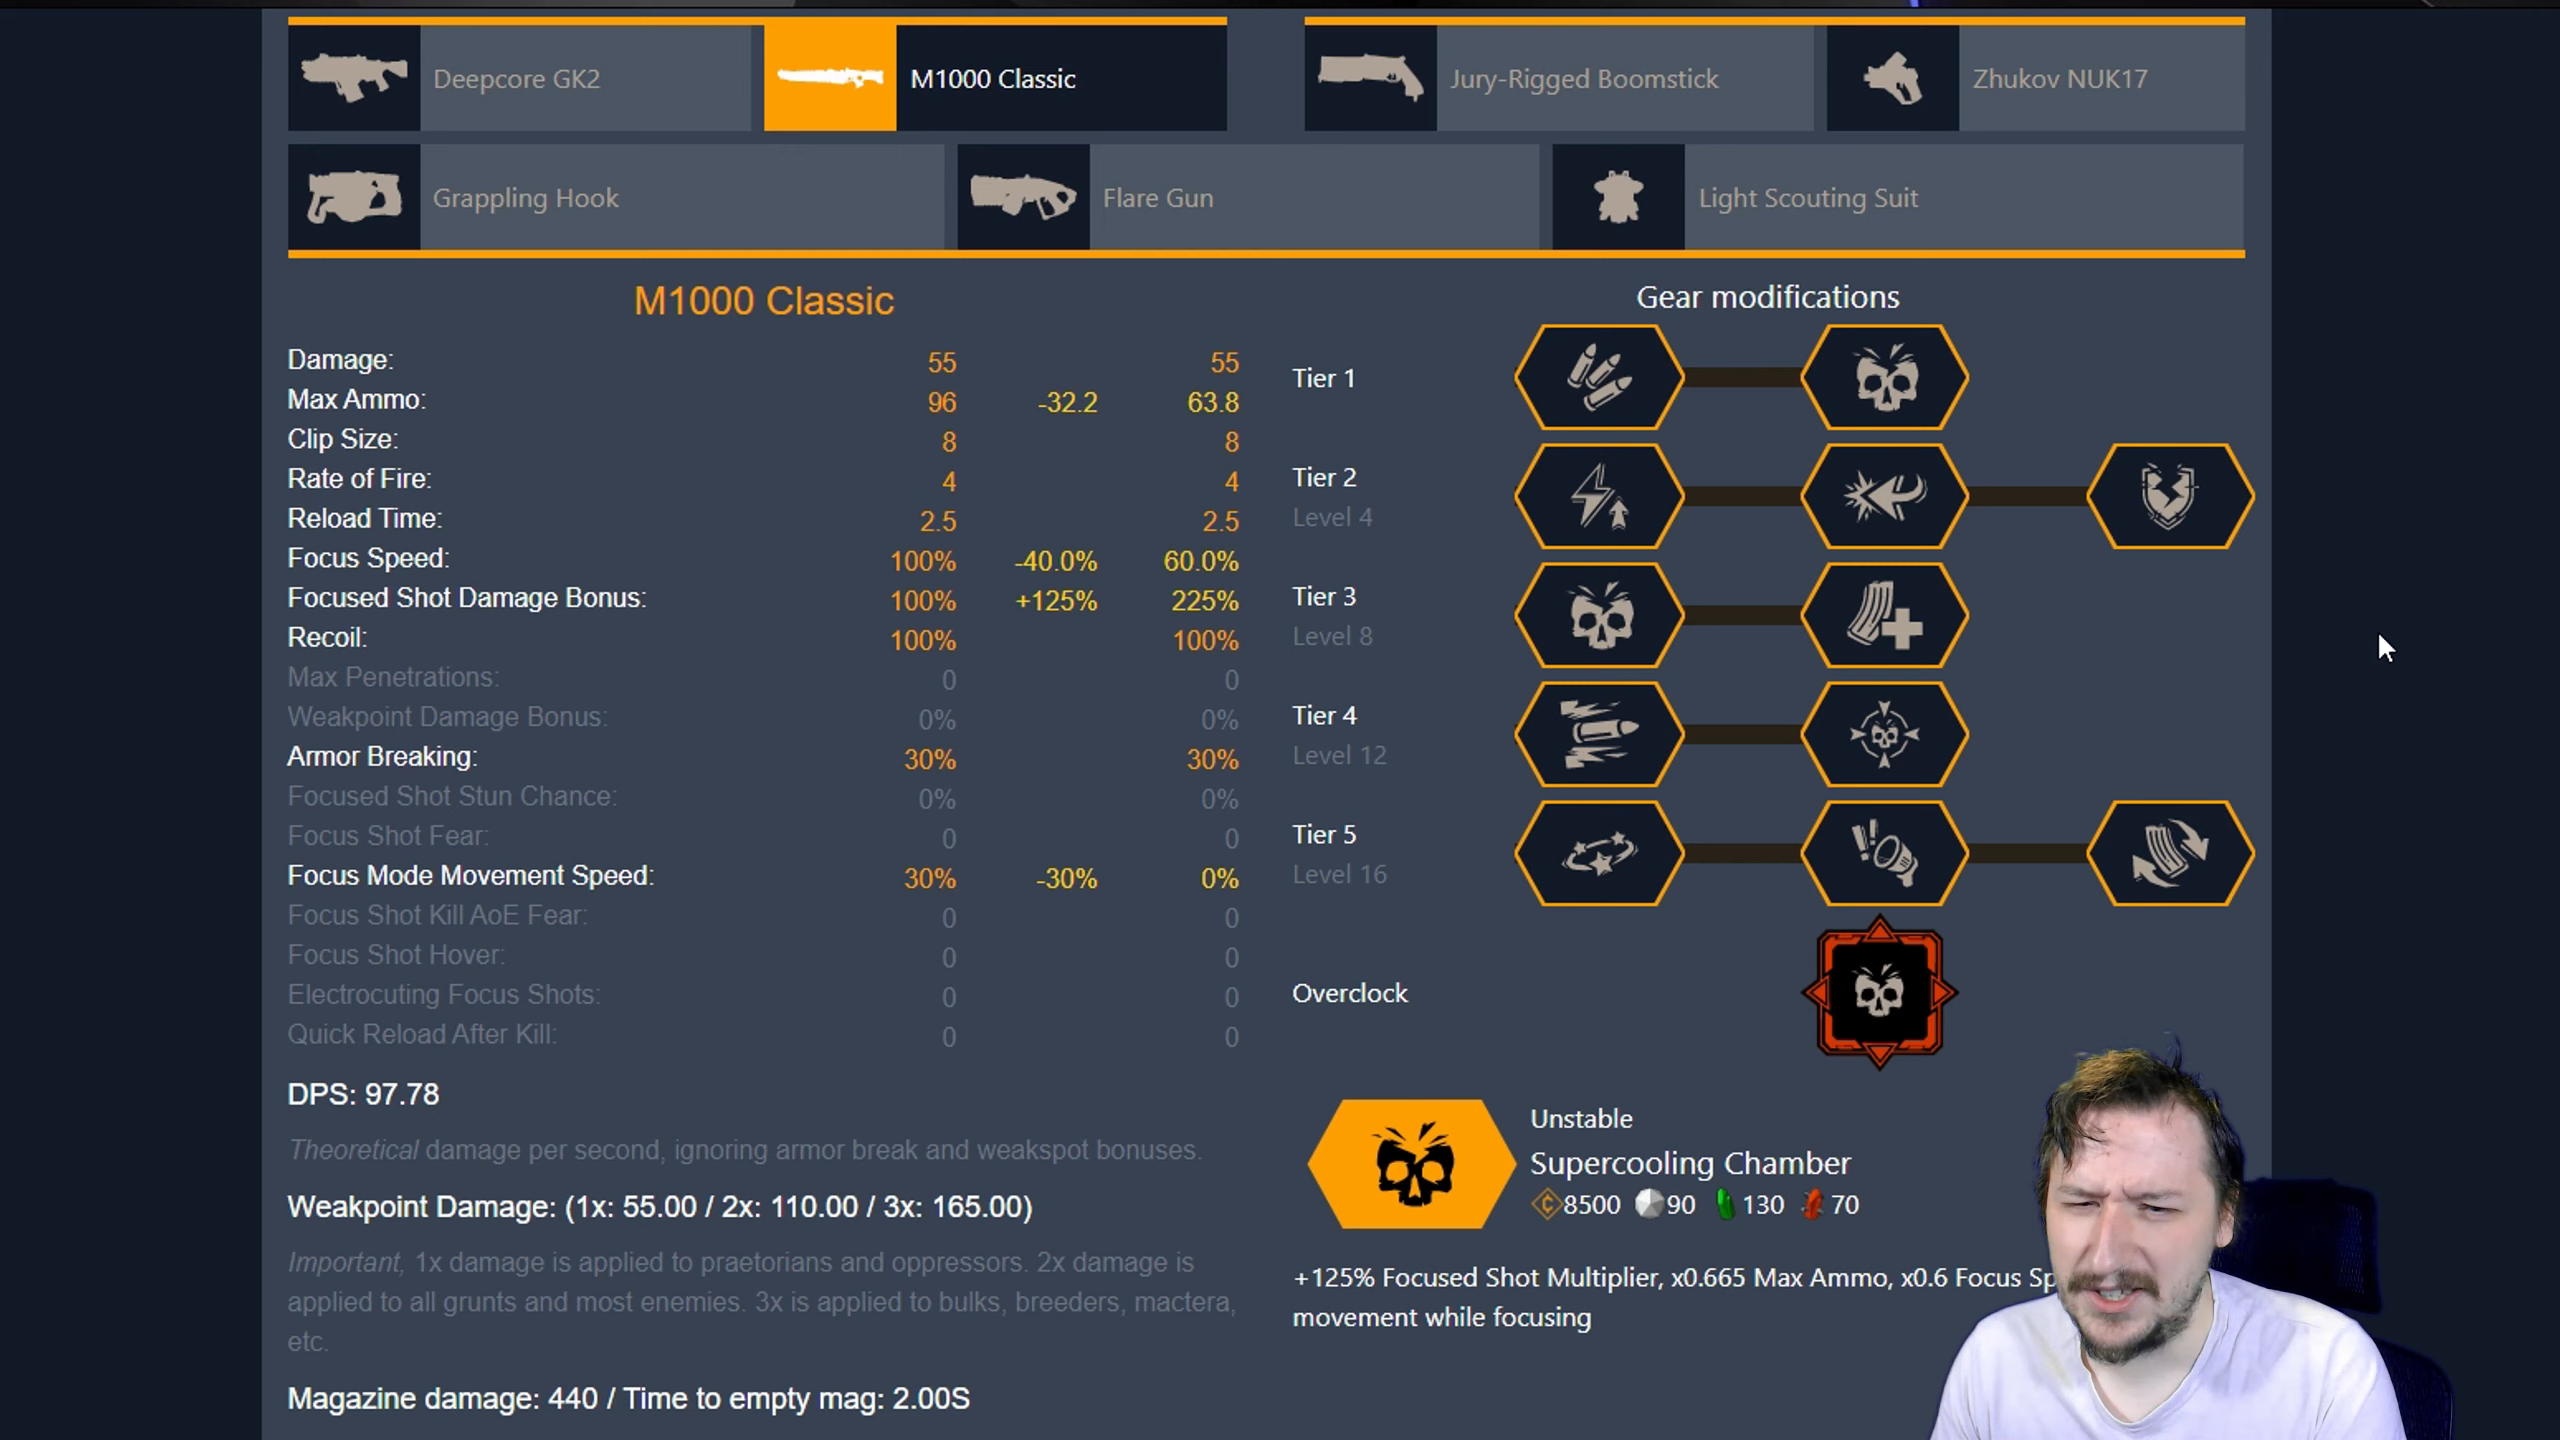 Deepcore GK2
M1000 Classic
Jury-Rigged Boomstick
Zhukov NUK17
Grappling Hook
Flare Gun
Light Scouting Suit
M1000 Classic
Damage: 55 55
Max Ammo: 96 -32.2 63.8
Clip Size: 8 8
Rate of Fire: 4 4
Reload Time: 2.5 2.5
Focus Speed: 100% -40.0% 60.0%
Focused Shot Damage Bonus: 100% +125% 225%
Recoil: 100% 100%
Max Penetrations: 0 0
Weakpoint Damage Bonus: 0% 0%
Armor Breaking: 30% 30%
Focused Shot Stun Chance: 0% 0%
Focus Shot Fear: 0 0
Focus Mode Movement Speed: 30% -30% 0%
Focus Shot Kill AoE Fear: 0 0
Focus Shot Hover: 0 0
Electrocuting Focus Shots: 0 0
Quick Reload After Kill: 0 0
DPS: 97.78
Theoretical damage per second, ignoring armor break and weakspot bonuses.
Weakpoint Damage: (1x: 55.00 / 2x: 110.00 / 3x: 165.00)
Important, 1x damage is applied to praetorians and oppressors. 2x damage is
applied to all grunts and most enemies. 3x is applied to bulks, breeders, mactera,
etc.
Magazine damage: 440 / Time to empty mag: 2.00S
Gear modifications
Tier 1
Tier 2
Level 4
Tier 3
Level 8
Tier 4
Level 12
Tier 5
Level 16
Overclock
Unstable
Supercooling Chamber
8500 90 130 70
+125% Focused Shot Multiplier, x0.665 Max Ammo, x0.6 Focus
movement while focusing